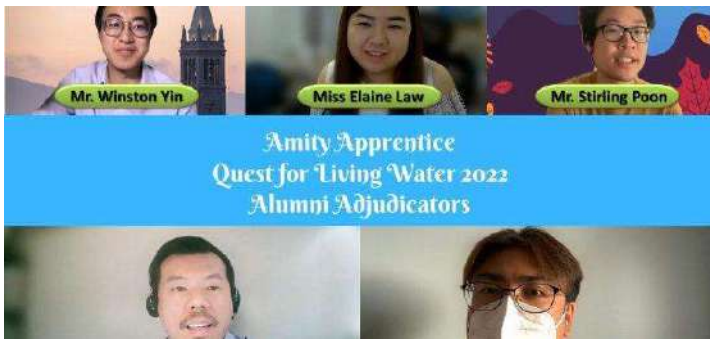 Mr. Winston Yin
Miss Elaine Law
Mr. Stirling Poon
Amity Apprentice
Quest for Living Water 2022
Alumni Adjudicators